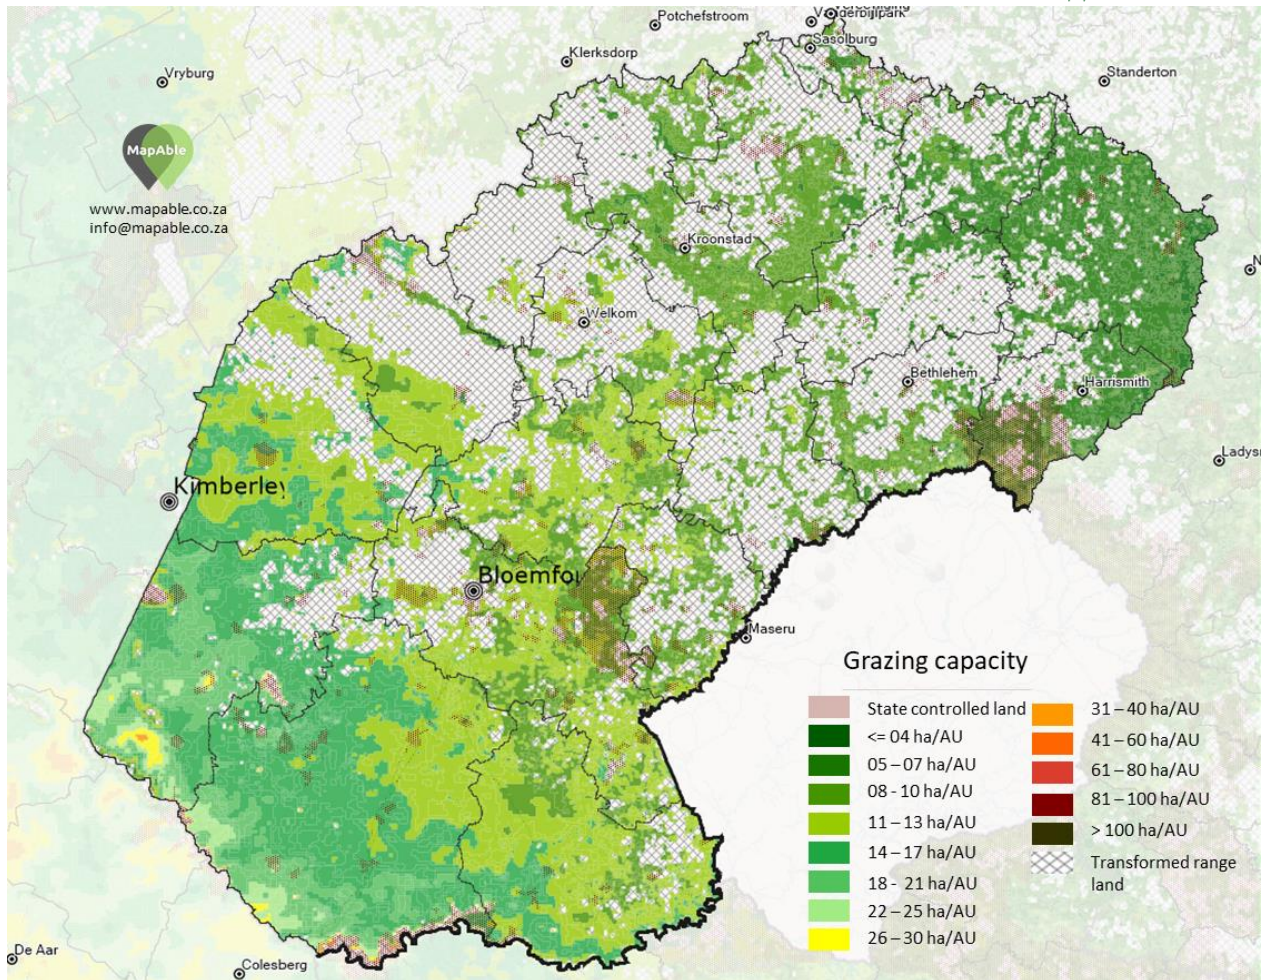 Potchefstroom
Vanderbijlpark
Sasolburg
Klerksdorp
Vryburg
Standerton
MapAble
www.mapable.co.za
info@mapable.co.za
Kroonstad
Welkom
Bethlehem
Harrismith
Kimberley
Bloemfo
Maseru
Ladys
N
De Aar
Colesberg
Grazing capacity
State controlled land
<= 04 ha/AU
05 – 07 ha/AU
08 - 10 ha/AU
11 – 13 ha/AU
14 – 17 ha/AU
18 - 21 ha/AU
22 – 25 ha/AU
26 – 30 ha/AU
31 – 40 ha/AU
41 – 60 ha/AU
61 – 80 ha/AU
81 – 100 ha/AU
> 100 ha/AU
Transformed range
land